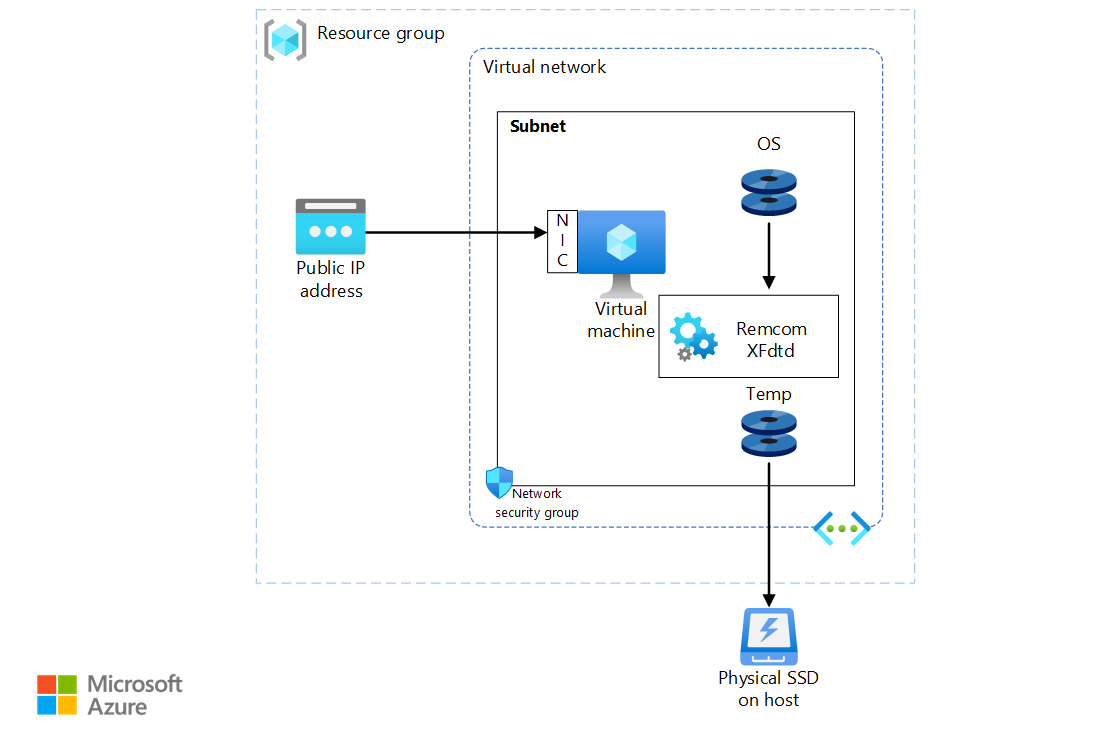 Resource group
Virtual network
Subnet
OS
N
I
C
Public IP
address
Virtual
machine
Remcom
XFdtd
Temp
Network
security group
Physical SSD
on host
Microsoft
Azure